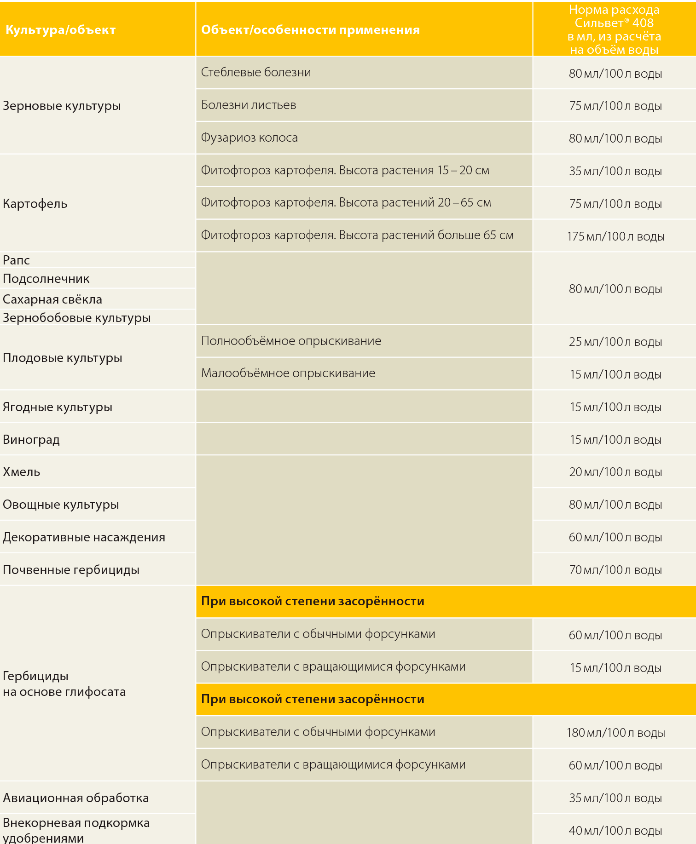 Культура/объект
Объект/особенности применения
Норма расхода
Сильвет® 408
в мл, из расчёта
на объём воды
Зерновые культуры
Стеблевые болезни
80 мл/100 л воды
Болезни листьев
75 мл/100 л воды
Фузариоз колоса
80 мл/100 л воды
Картофель
Фитофтороз картофеля. Высота растения 15 – 20 см
35 мл/100 л воды
Фитофтороз картофеля. Высота растений 20 – 65 см
75 мл/100 л воды
Фитофтороз картофеля. Высота растений больше 65 см
175 мл/100 л воды
Рапс
Подсолнечник
Сахарная свёкла
Зернобобовые культуры
80 мл/100 л воды
Плодовые культуры
Полнообъёмное опрыскивание
25 мл/100 л воды
Малообъёмное опрыскивание
15 мл/100 л воды
Ягодные культуры
15 мл/100 л воды
Виноград
15 мл/100 л воды
Хмель
20 мл/100 л воды
Овощные культуры
80 мл/100 л воды
Декоративные насаждения
60 мл/100 л воды
Почвенные гербициды
70 мл/100 л воды
Гербициды
на основе глифосата
При высокой степени засорённости
Опрыскиватели с обычными форсунками
60 мл/100 л воды
Опрыскиватели с вращающимися форсунками
15 мл/100 л воды
При высокой степени засорённости
Опрыскиватели с обычными форсунками
180 мл/100 л воды
Опрыскиватели с вращающимися форсунками
60 мл/100 л воды
Авиационная обработка
35 мл/100 л воды
Внекорневая подкормка
удобрениями
40 мл/100 л воды